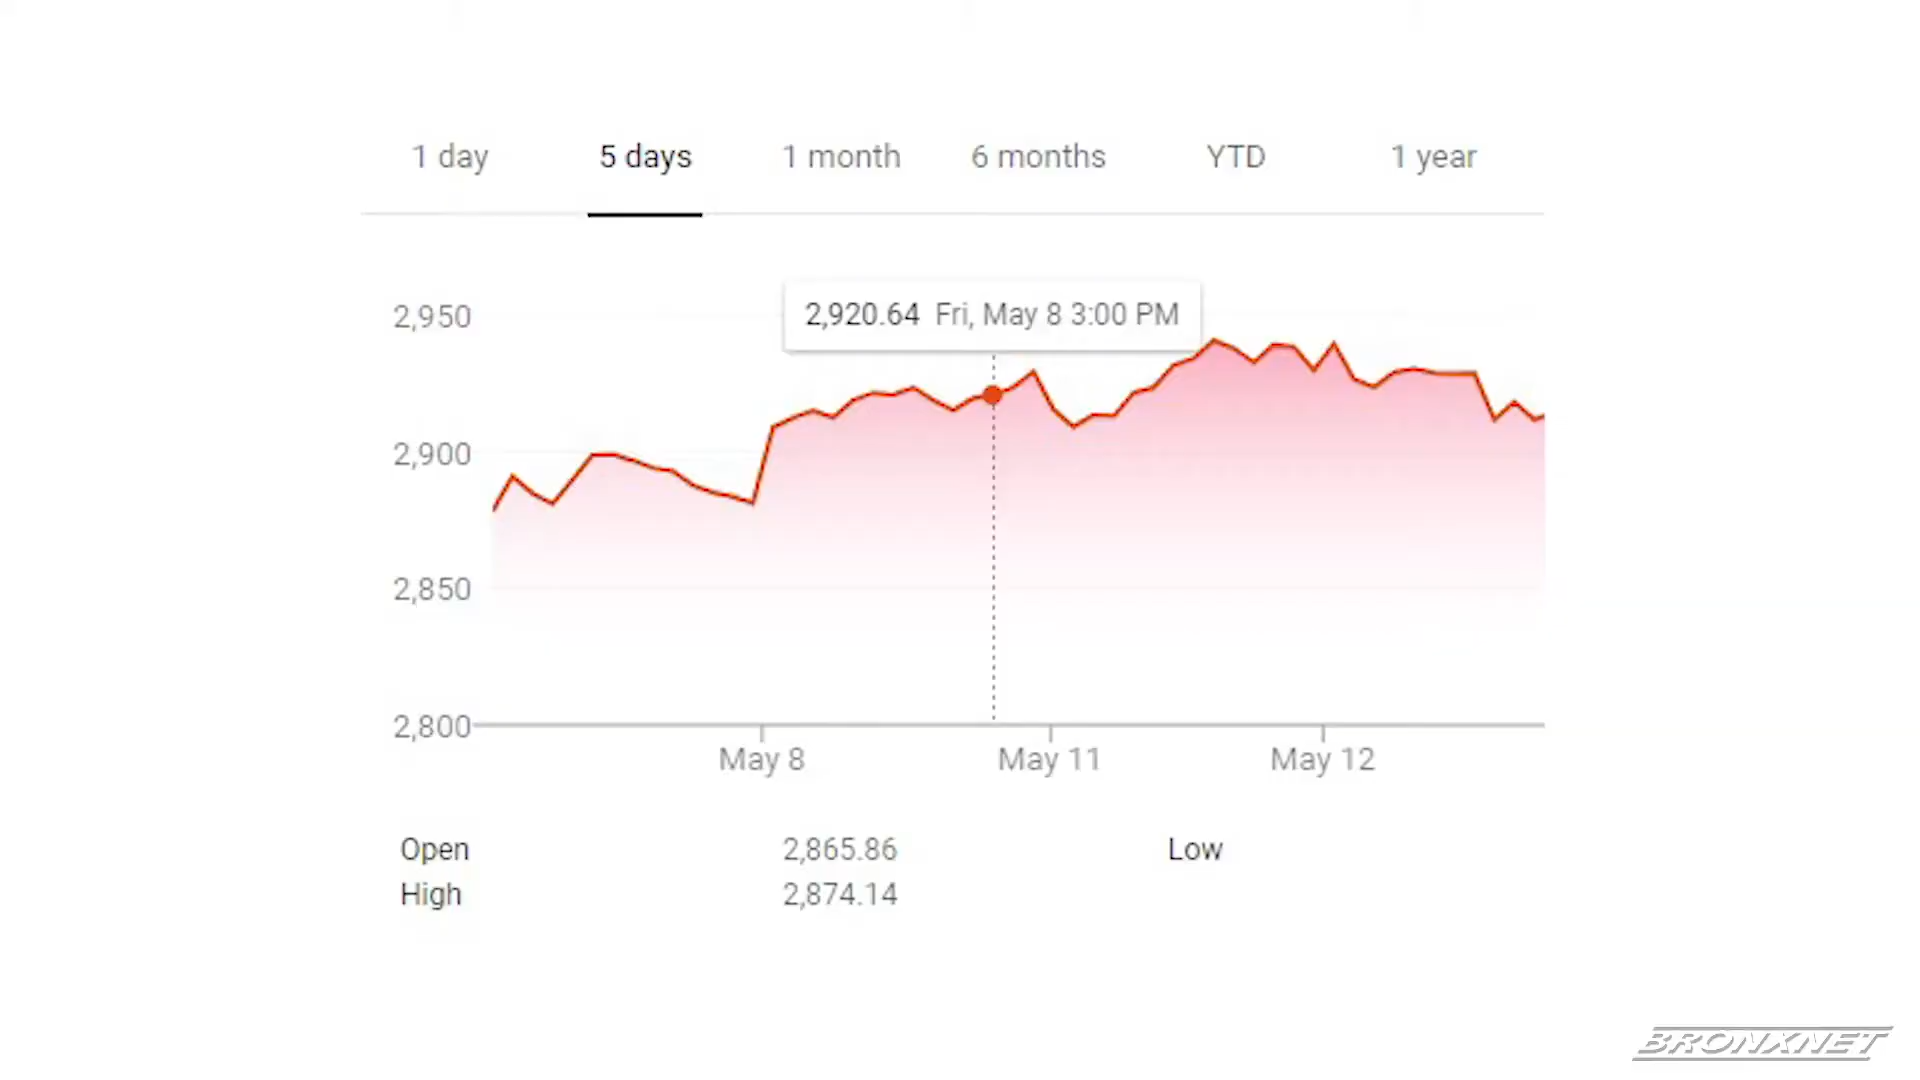 1 day 5 days 1 month 6 months YTD 1 year
2,920.64 Fri, May 8 3:00 PM
2,950
2,900
2,850
2,800
May 8 May 11 May 12
Open 2,865.86 Low
High 2,874.14
BRONXNET